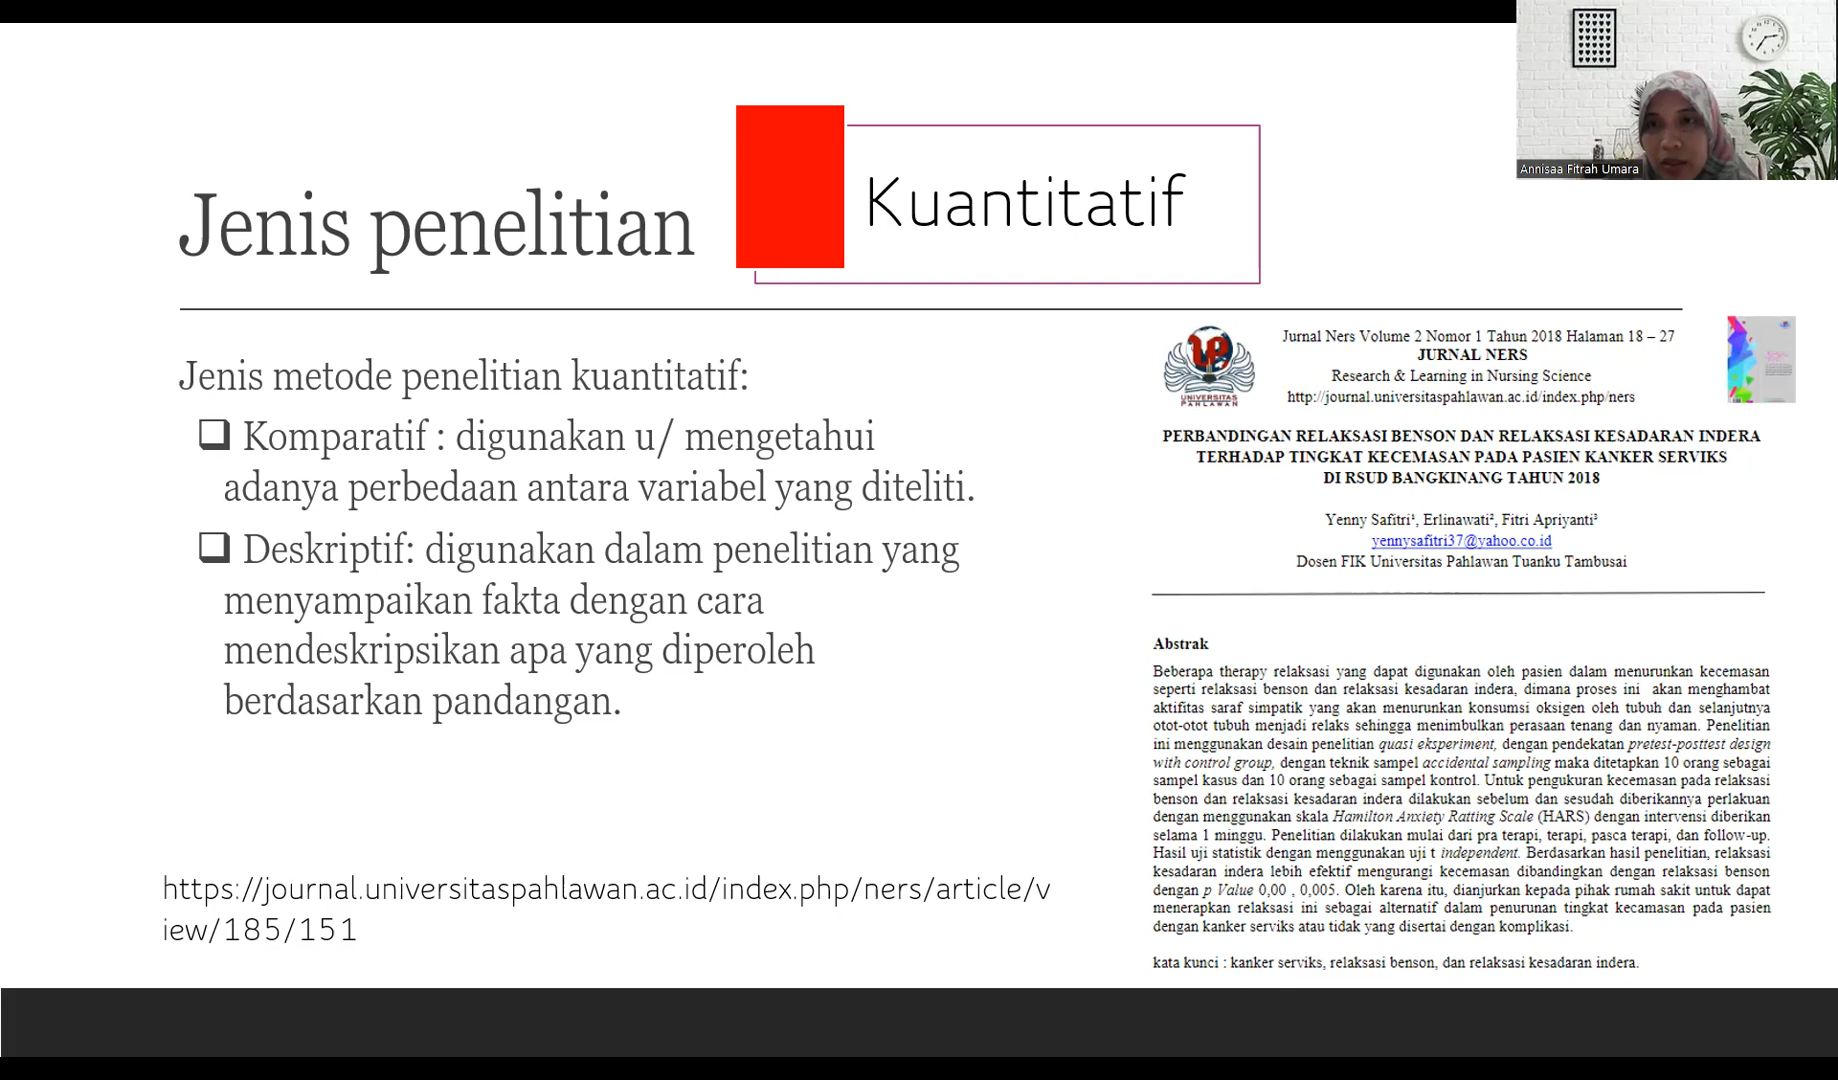 Annisaa Fitrah Umara
Jenis penelitian
Kuantitatif
Jenis metode penelitian kuantitatif:
Komparatif : digunakan u/ mengetahui
adanya perbedaan antara variabel yang diteliti.
Deskriptif: digunakan dalam penelitian yang
menyampaikan fakta dengan cara
mendeskripsikan apa yang diperoleh
berdasarkan pandangan.
https://journal.universitaspahlawan.ac.id/index.php/ners/article/v
iew/185/151
UNIVERSITAS
PAHLAWAN
Jurnal Ners Volume 2 Nomor 1 Tahun 2018 Halaman 18 – 27
JURNAL NERS
Research & Learning in Nursing Science
http://journal.universitaspahlawan.ac.id/index.php/ners
PERBANDINGAN RELAKSASI BENSON DAN RELAKSASI KESADARAN INDERA
TERHADAP TINGKAT KECEMASAN PADA PASIEN KANKER SERVIKS
DI RSUD BANGKINANG TAHUN 2018
Yenny Safitri¹, Erlinawati², Fitri Apriyanti³
yennysafitri37@yahoo.co.id
Dosen FIK Universitas Pahlawan Tuanku Tambusai
Abstrak
Beberapa therapy relaksasi yang dapat digunakan oleh pasien dalam menurunkan kecemasan
seperti relaksasi benson dan relaksasi kesadaran indera, dimana proses ini akan menghambat
aktifitas saraf simpatik yang akan menurunkan konsumsi oksigen oleh tubuh dan selanjutnya
otot-otot tubuh menjadi relaks sehingga menimbulkan perasaan tenang dan nyaman. Penelitian
ini menggunakan desain penelitian quasi eksperiment, dengan pendekatan pretest-posttest design
with control group, dengan teknik sampel accidental sampling maka ditetapkan 10 orang sebagai
sampel kasus dan 10 orang sebagai sampel kontrol. Untuk pengukuran kecemasan pada relaksasi
benson dan relaksasi kesadaran indera dilakukan sebelum dan sesudah diberikannya perlakuan
dengan menggunakan skala Hamilton Anxiety Ratting Scale (HARS) dengan intervensi diberikan
selama 1 minggu. Penelitian dilakukan mulai dari pra terapi, terapi, pasca terapi, dan follow-up.
Hasil uji statistik dengan menggunakan uji t independent. Berdasarkan hasil penelitian, relaksasi
kesadaran indera lebih efektif mengurangi kecemasan dibandingkan dengan relaksasi benson
dengan p Value 0,00 , 0,005. Oleh karena itu, dianjurkan kepada pihak rumah sakit untuk dapat
menerapkan relaksasi ini sebagai alternatif dalam penurunan tingkat kecamasan pada pasien
dengan kanker serviks atau tidak yang disertai dengan komplikasi.
kata kunci : kanker serviks, relaksasi benson, dan relaksasi kesadaran indera.